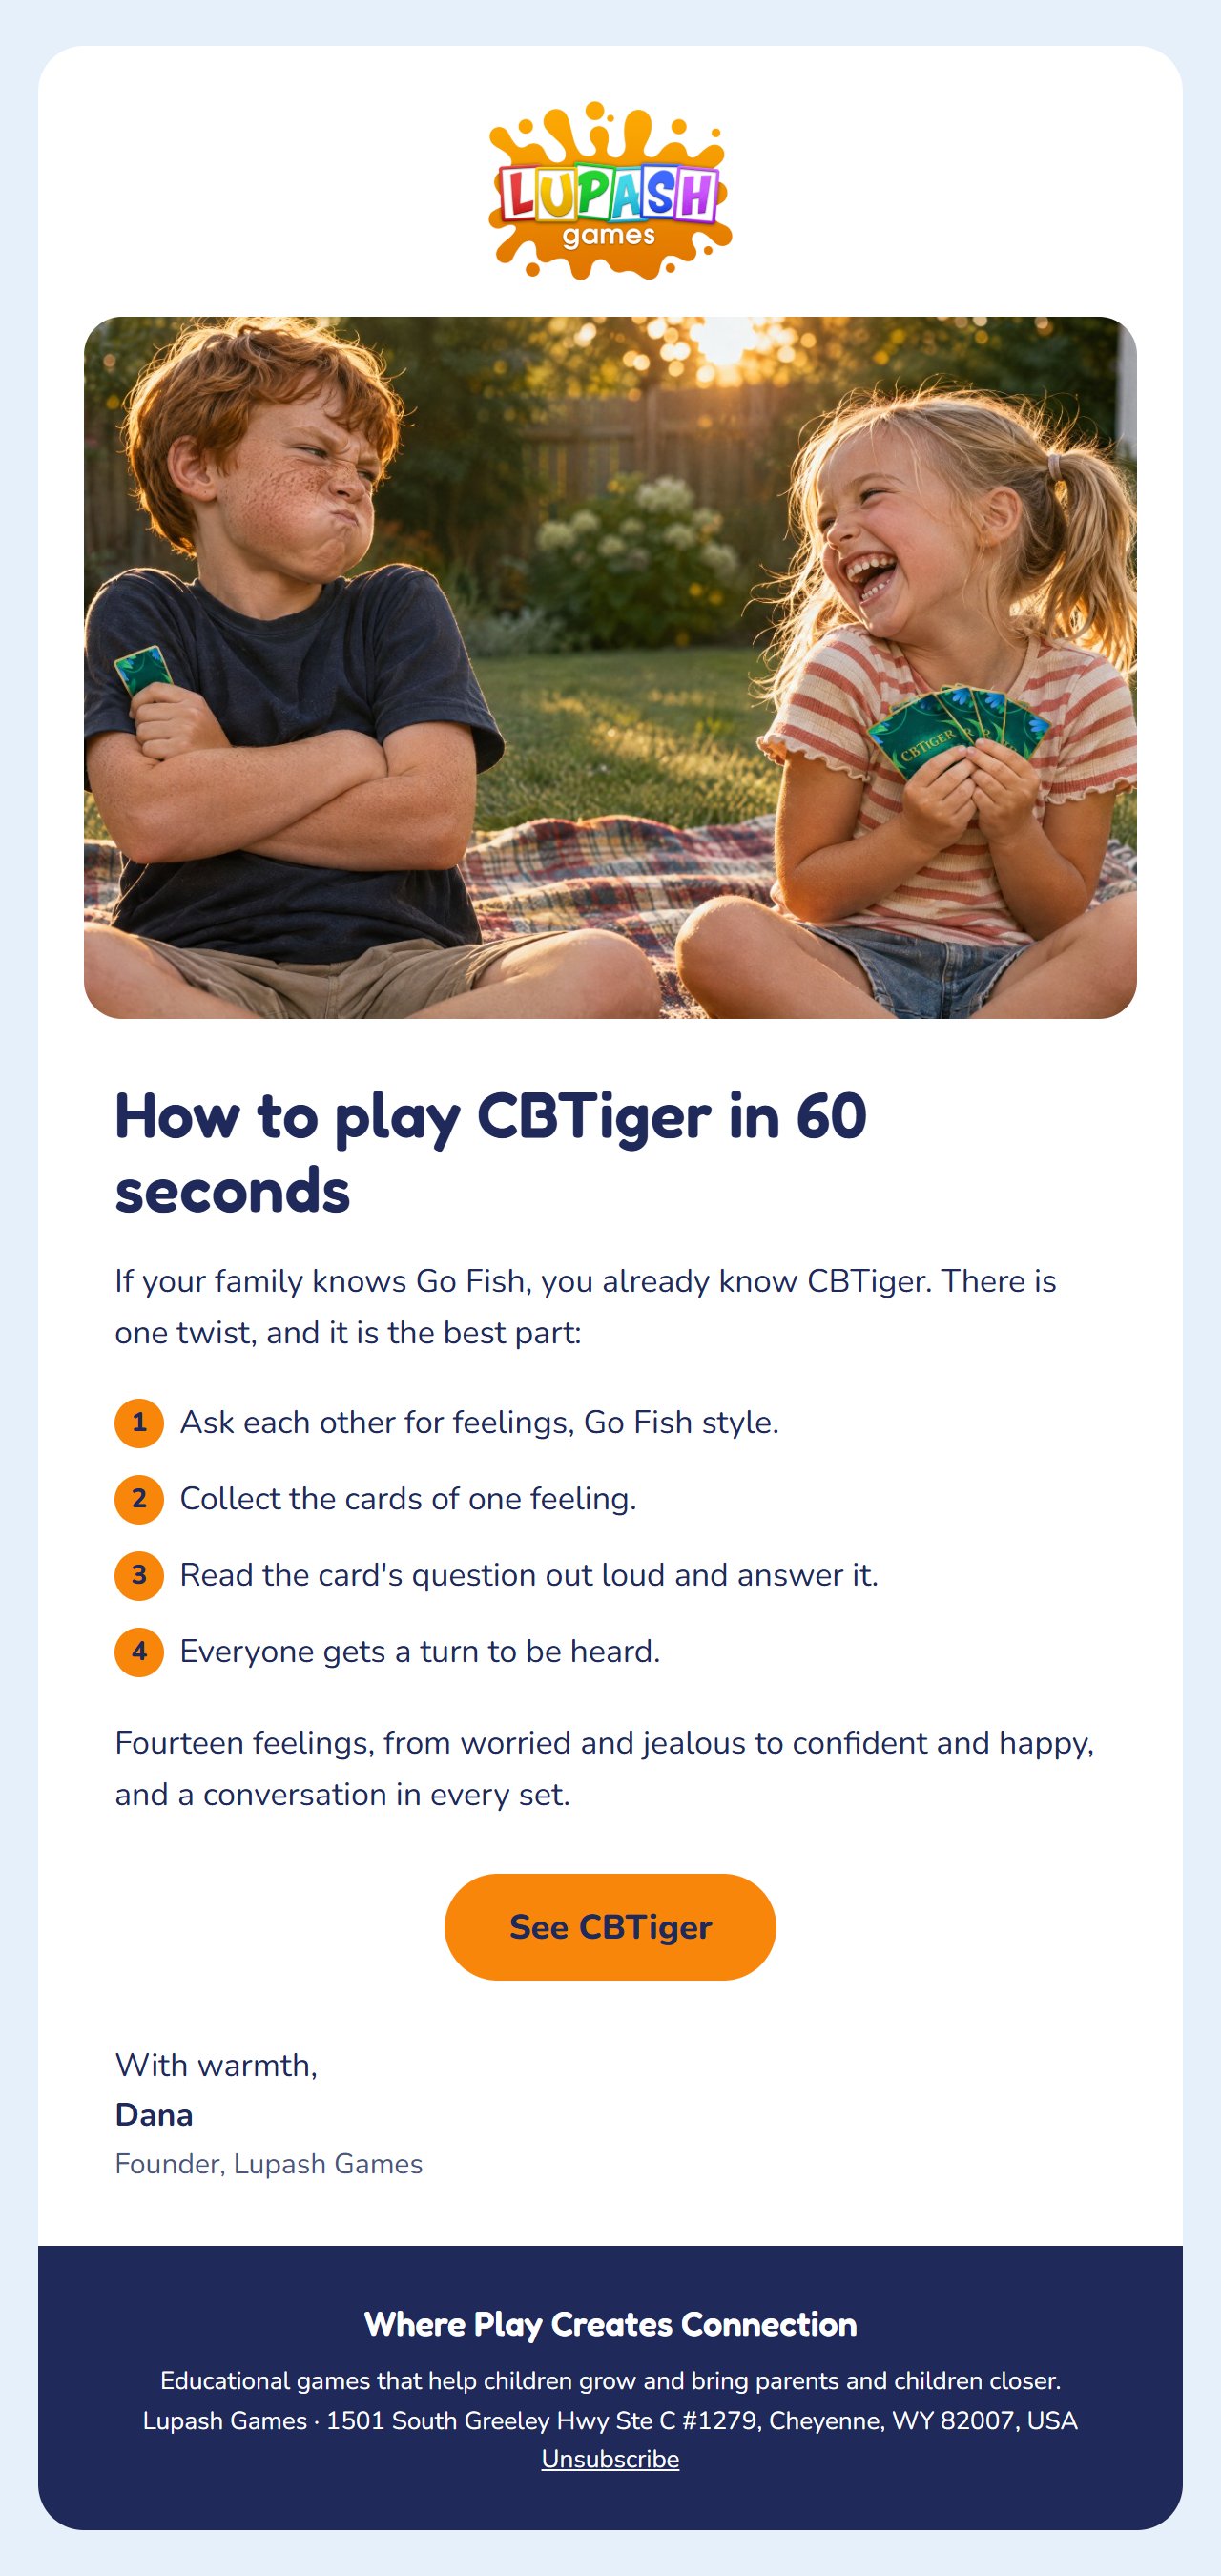 LUPASH
games
CBTIGER
How to play CBTiger in 60
seconds
If your family knows Go Fish, you already know CBTiger. There is
one twist, and it is the best part:
1 Ask each other for feelings, Go Fish style.
2 Collect the cards of one feeling.
3 Read the card's question out loud and answer it.
4 Everyone gets a turn to be heard.
Fourteen feelings, from worried and jealous to confident and happy,
and a conversation in every set.
See CBTiger
With warmth,
Dana
Founder, Lupash Games
Where Play Creates Connection
Educational games that help children grow and bring parents and children closer.
Lupash Games · 1501 South Greeley Hwy Ste C #1279, Cheyenne, WY 82007, USA
Unsubscribe